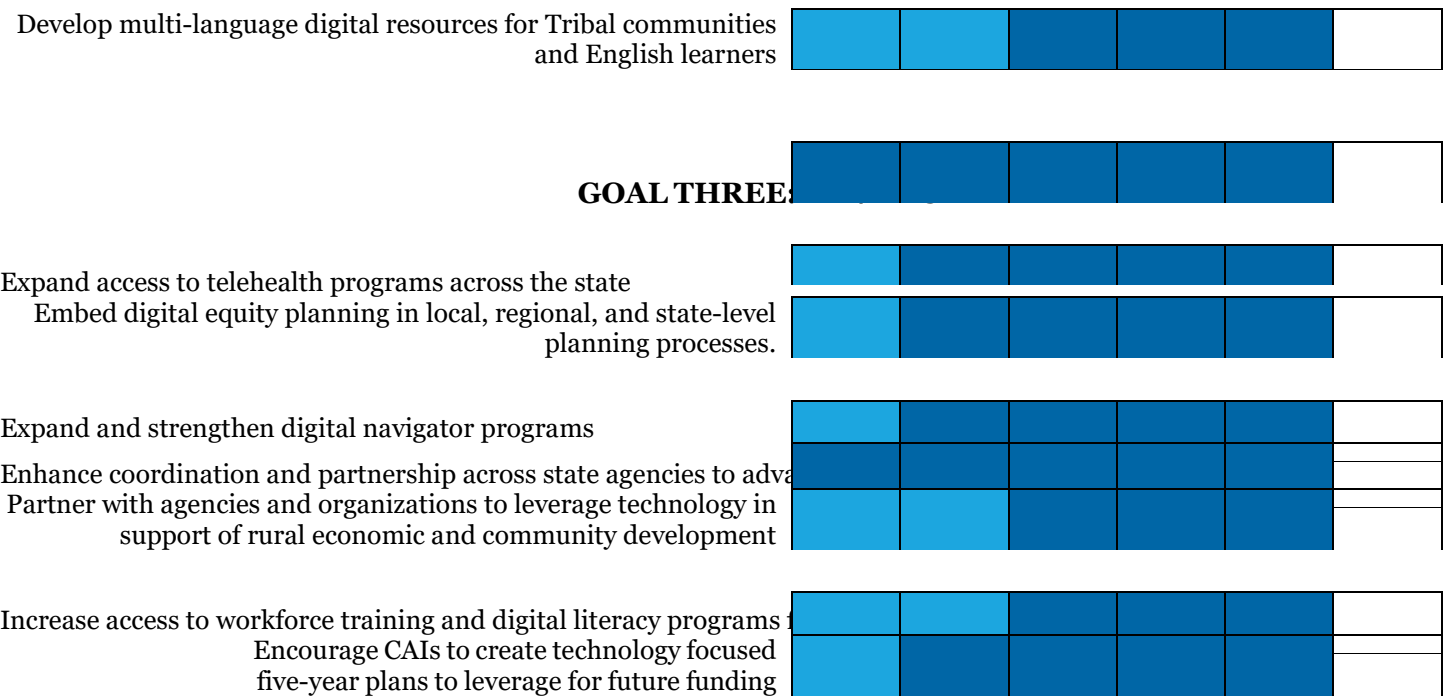 Develop multi-language digital resources for Tribal communities
and English learners
GOAL THREE:
Expand access to telehealth programs across the state
Embed digital equity planning in local, regional, and state-level
planning processes.
Expand and strengthen digital navigator programs
Enhance coordination and partnership across state agencies to adva
Partner with agencies and organizations to leverage technology in
support of rural economic and community development
Increase access to workforce training and digital literacy programs f
Encourage CAIs to create technology focused
five-year plans to leverage for future funding